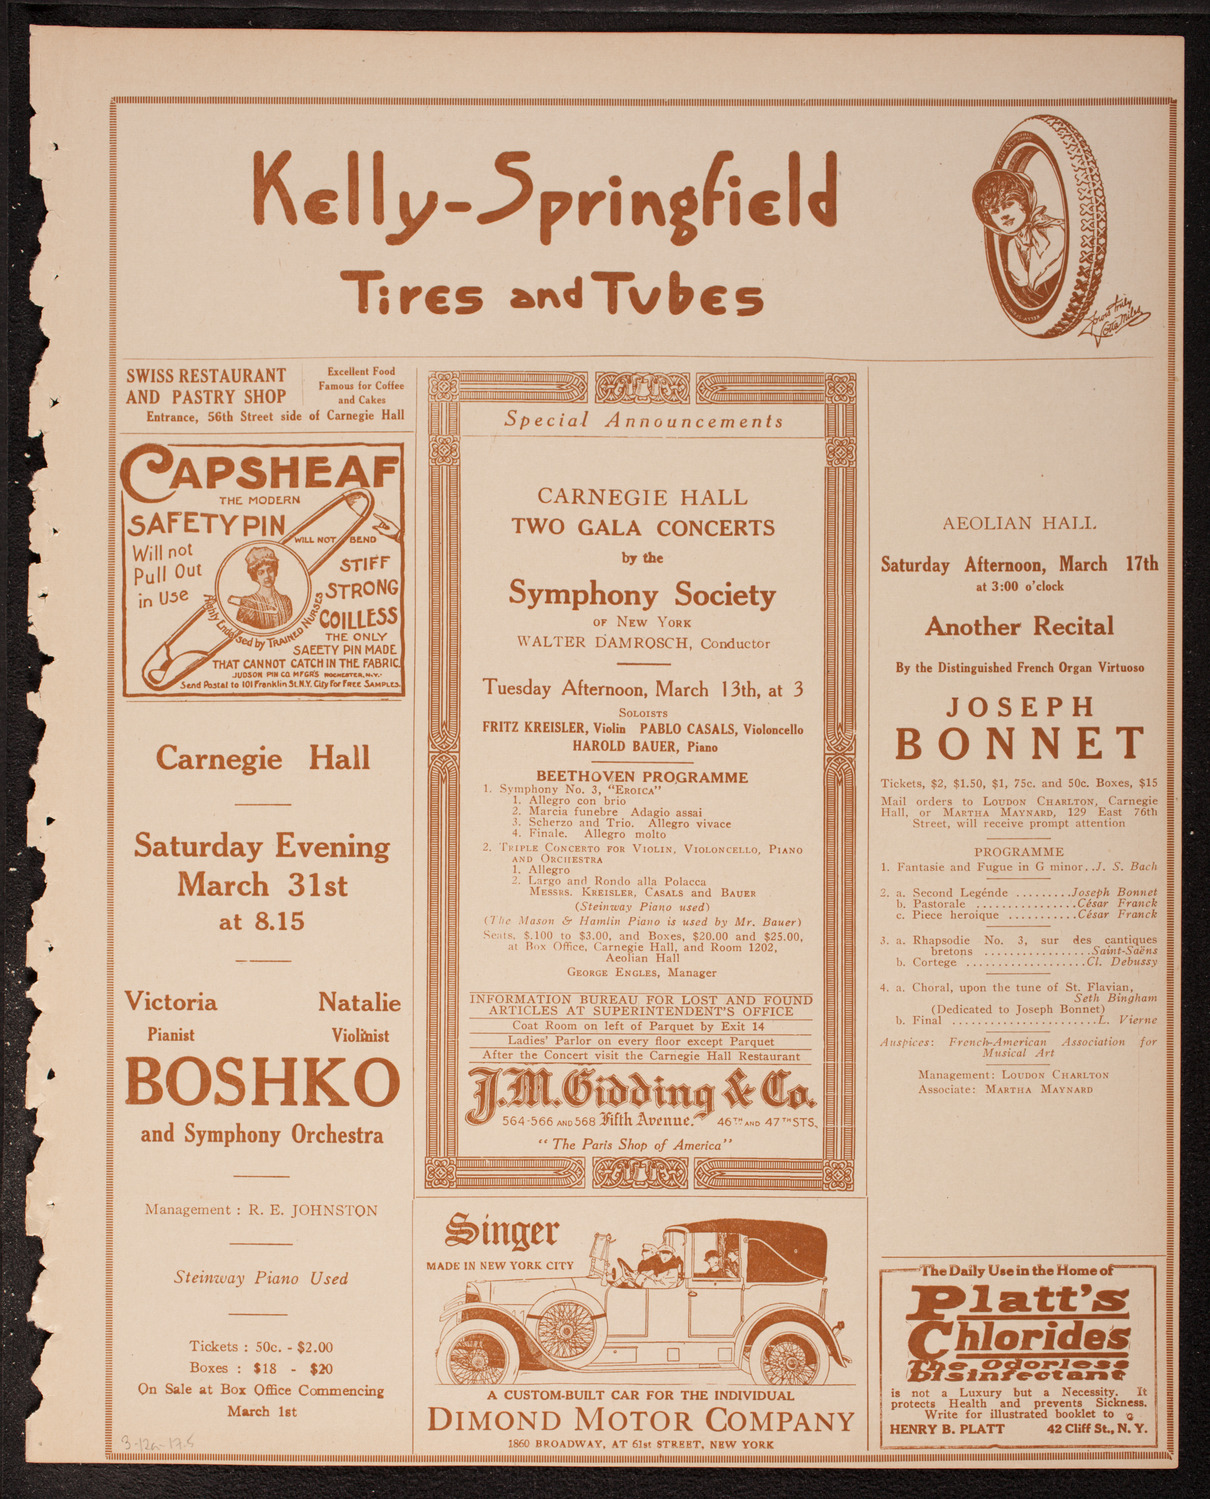 Kelly-Springfield
Tires and Tubes
Yours truly
Lotta Miles
SWISS RESTAURANT
AND PASTRY SHOP
Excellent Food
Famous for Coffee
and Cakes
Entrance, 56th Street side of Carnegie Hall
CAPSHEAF
THE MODERN
SAFETY PIN
WILL NOT BEND
Will not
Pull Out
in Use
STIFF
STRONG
COILLESS
Highly Endorsed by TRAINED NURSES
THE ONLY
SAFETY PIN MADE
THAT CANNOT CATCH IN THE FABRIC
JUDSON PIN CO. MFGRS ROCHESTER, N.Y.
Send Postal to 101 Franklin St. N.Y. City For FREE SAMPLES.
Carnegie Hall
Saturday Evening
March 31st
at 8.15
Victoria Natalie
Pianist Violinist
BOSHKO
and Symphony Orchestra
Management : R. E. JOHNSTON
Steinway Piano Used
Tickets : 50c. - $2.00
Boxes : $18 - $20
On Sale at Box Office Commencing
March 1st
Special Announcements
CARNEGIE HALL
TWO GALA CONCERTS
by the
Symphony Society
OF NEW YORK
WALTER DAMROSCH, Conductor
Tuesday Afternoon, March 13th, at 3
SOLOISTS
FRITZ KREISLER, Violin PABLO CASALS, Violoncello
HAROLD BAUER, Piano
BEETHOVEN PROGRAMME
1. Symphony No. 3, "EROICA"
1. Allegro con brio
2. Marcia funebre Adagio assai
3. Scherzo and Trio. Allegro vivace
4. Finale. Allegro molto
2. TRIPLE CONCERTO FOR VIOLIN, VIOLONCELLO, PIANO
AND ORCHESTRA
1. Allegro
2. Largo and Rondo alla Polacca
MESSRS. KREISLER, CASALS AND BAUER
(Steinway Piano used)
(The Mason & Hamlin Piano is used by Mr. Bauer)
Seats, $.100 to $3.00, and Boxes, $20.00 and $25.00,
at Box Office, Carnegie Hall, and Room 1202,
Aeolian Hall
GEORGE ENGLES, Manager
INFORMATION BUREAU FOR LOST AND FOUND
ARTICLES AT SUPERINTENDENT'S OFFICE
Coat Room on left of Parquet by Exit 14
Ladies' Parlor on every floor except Parquet
After the Concert visit the Carnegie Hall Restaurant
J.M. Gidding & Co.
564-566 AND 568 Fifth Avenue. 46TH AND 47TH STS.
"The Paris Shop of America"
Singer
MADE IN NEW YORK CITY
A CUSTOM-BUILT CAR FOR THE INDIVIDUAL
DIMOND MOTOR COMPANY
1860 BROADWAY, AT 61st STREET, NEW YORK
AEOLIAN HALL
Saturday Afternoon, March 17th
at 3:00 o'clock
Another Recital
By the Distinguished French Organ Virtuoso
JOSEPH
BONNET
Tickets, $2, $1.50, $1, 75c. and 50c. Boxes, $15
Mail orders to LOUDON CHARLTON, Carnegie
Hall, or MARTHA MAYNARD, 129 East 76th
Street, will receive prompt attention
PROGRAMME
1. Fantasie and Fugue in G minor..J. S. Bach
2. a. Second Legénde .........Joseph Bonnet
b. Pastorale ................César Franck
c. Piece heroique ...........César Franck
3. a. Rhapsodie No. 3, sur des cantiques
bretons .................Saint-Saëns
b. Cortege ...................Cl. Debussy
4. a. Choral, upon the tune of St. Flavian,
Seth Bingham
(Dedicated to Joseph Bonnet)
b. Final .......................L. Vierne
Auspices: French-American Association for
Musical Art
Management: LOUDON CHARLTON
Associate: MARTHA MAYNARD
The Daily Use in the Home of
Platt's
Chlorides
The Odorless
Disinfectant
is not a Luxury but a Necessity. It
protects Health and prevents Sickness.
Write for illustrated booklet to
HENRY B. PLATT 42 Cliff St., N. Y.